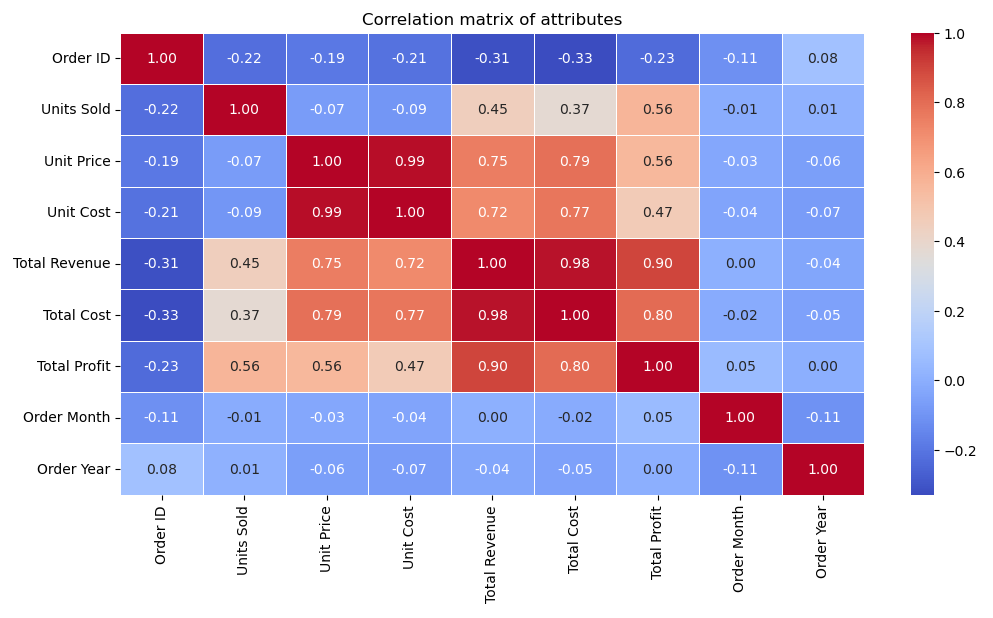 Correlation matrix of attributes
Order ID 1.00 -0.22 -0.19 -0.21 -0.31 -0.33 -0.23 -0.11 0.08
Units Sold -0.22 1.00 -0.07 -0.09 0.45 0.37 0.56 -0.01 0.01
Unit Price -0.19 -0.07 1.00 0.99 0.75 0.79 0.56 -0.03 -0.06
Unit Cost -0.21 -0.09 0.99 1.00 0.72 0.77 0.47 -0.04 -0.07
Total Revenue -0.31 0.45 0.75 0.72 1.00 0.98 0.90 0.00 -0.04
Total Cost -0.33 0.37 0.79 0.77 0.98 1.00 0.80 -0.02 -0.05
Total Profit -0.23 0.56 0.56 0.47 0.90 0.80 1.00 0.05 0.00
Order Month -0.11 -0.01 -0.03 -0.04 0.00 -0.02 0.05 1.00 -0.11
Order Year 0.08 0.01 -0.06 -0.07 -0.04 -0.05 0.00 -0.11 1.00
Order ID
Units Sold
Unit Price
Unit Cost
Total Revenue
Total Cost
Total Profit
Order Month
Order Year
1.0
0.8
0.6
0.4
0.2
0.0
−0.2